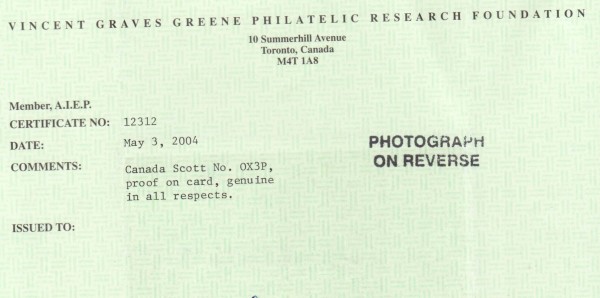 VINCENT GRAVES GREENE PHILATELIC RESEARCH FOUNDATION
10 Summerhill Avenue
Toronto, Canada
M4T 1A8
Member, A.I.E.P.
CERTIFICATE NO: 12312
DATE: May 3, 2004
PHOTOGRAPH
ON REVERSE
COMMENTS: Canada Scott No. OX3P,
proof on card, genuine
in all respects.
ISSUED TO: